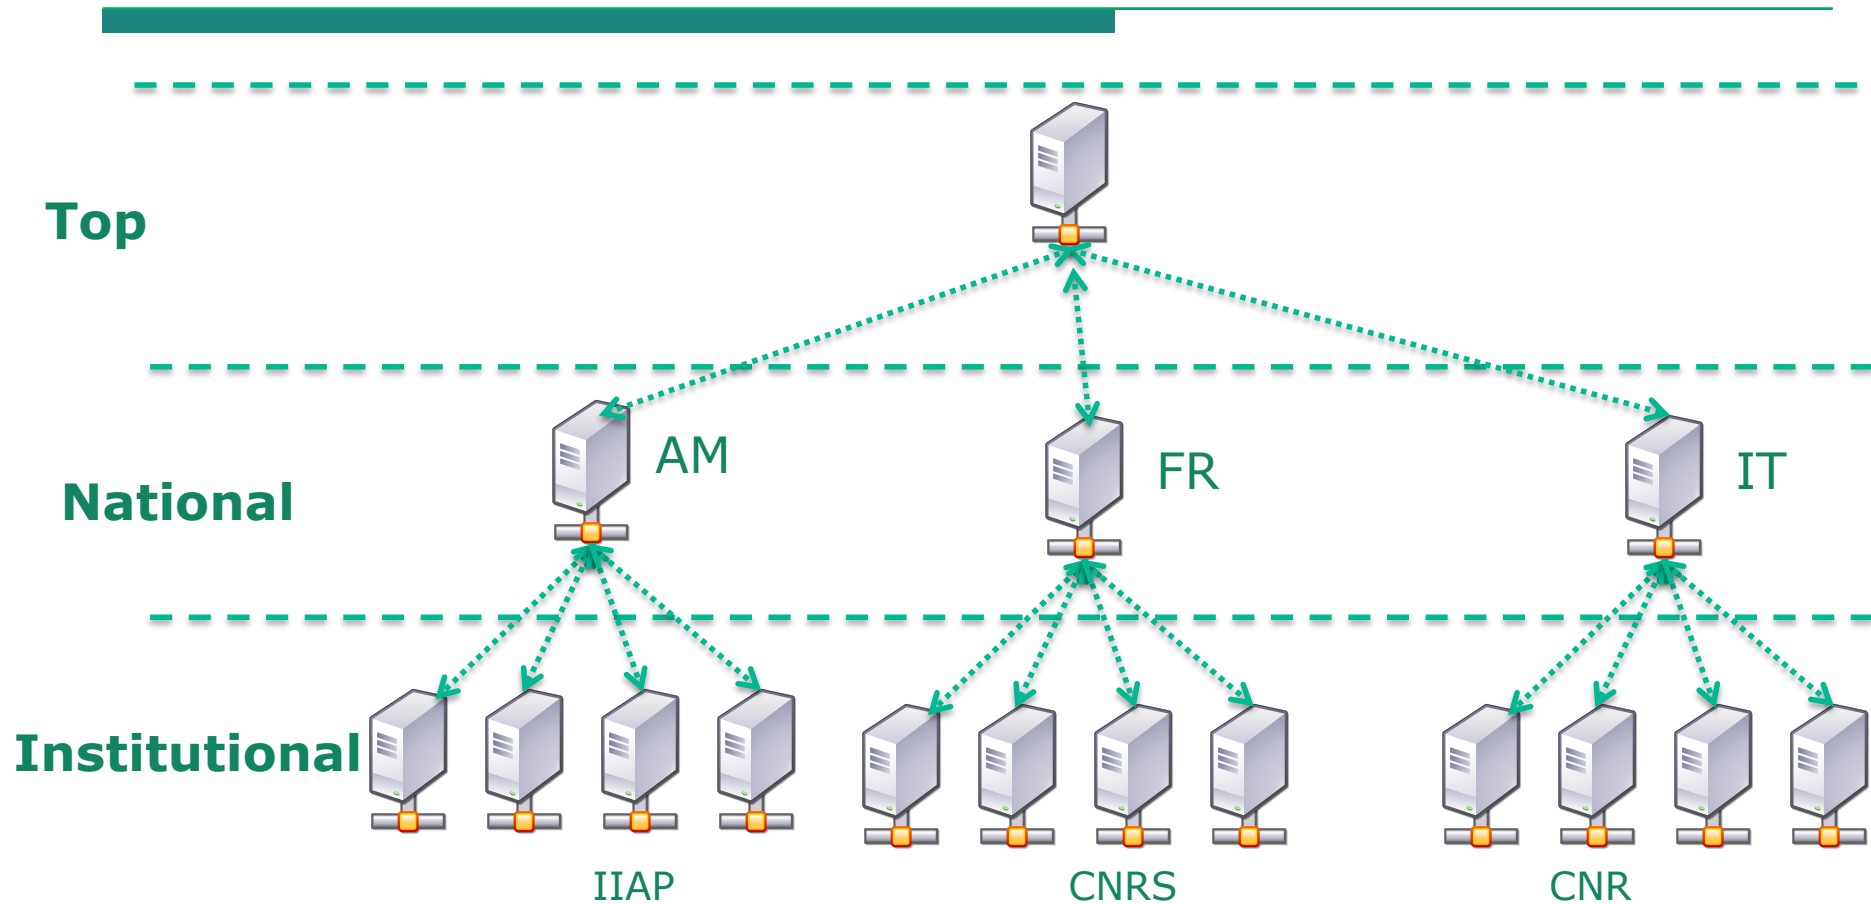 Top
AM
FR
IT
National
Institutional
IIAP
CNRS
CNR